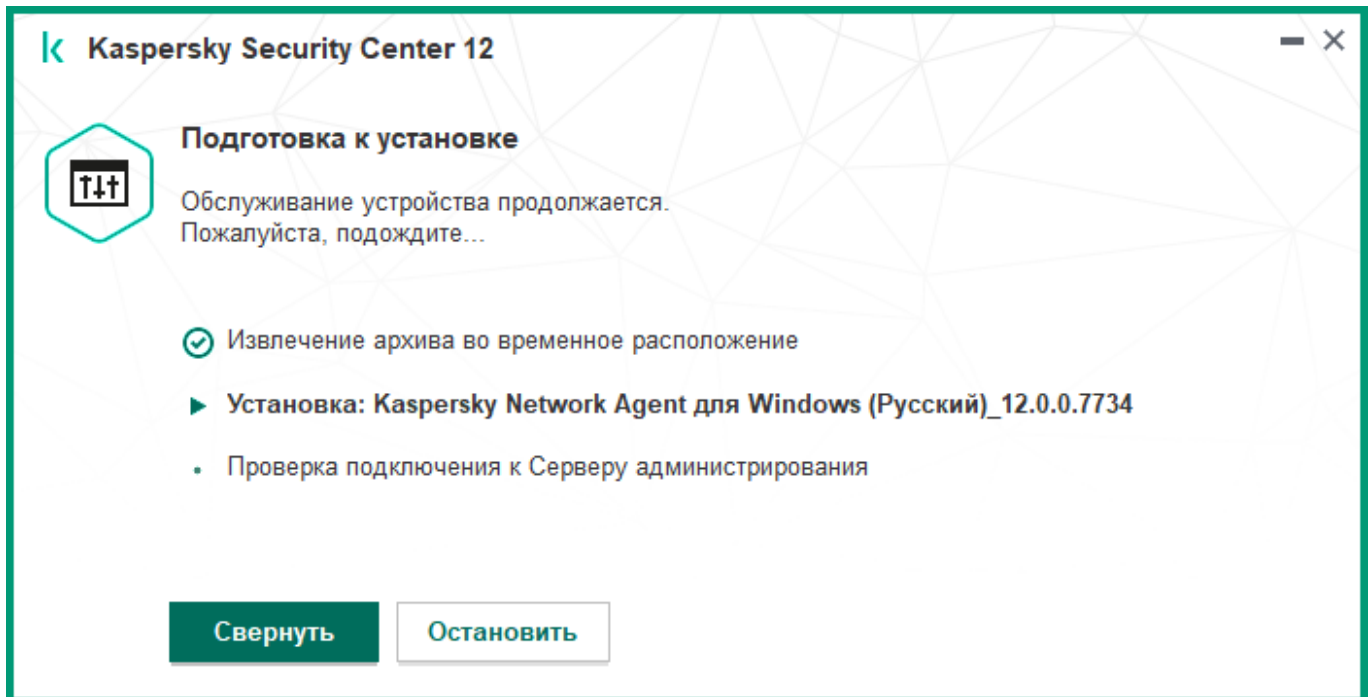 Kaspersky Security Center 12
Подготовка к установке
Обслуживание устройства продолжается.
Пожалуйста, подождите...
Извлечение архива во временное расположение
Установка: Kaspersky Network Agent для Windows (Русский)_12.0.0.7734
Проверка подключения к Серверу администрирования
Свернуть
Остановить